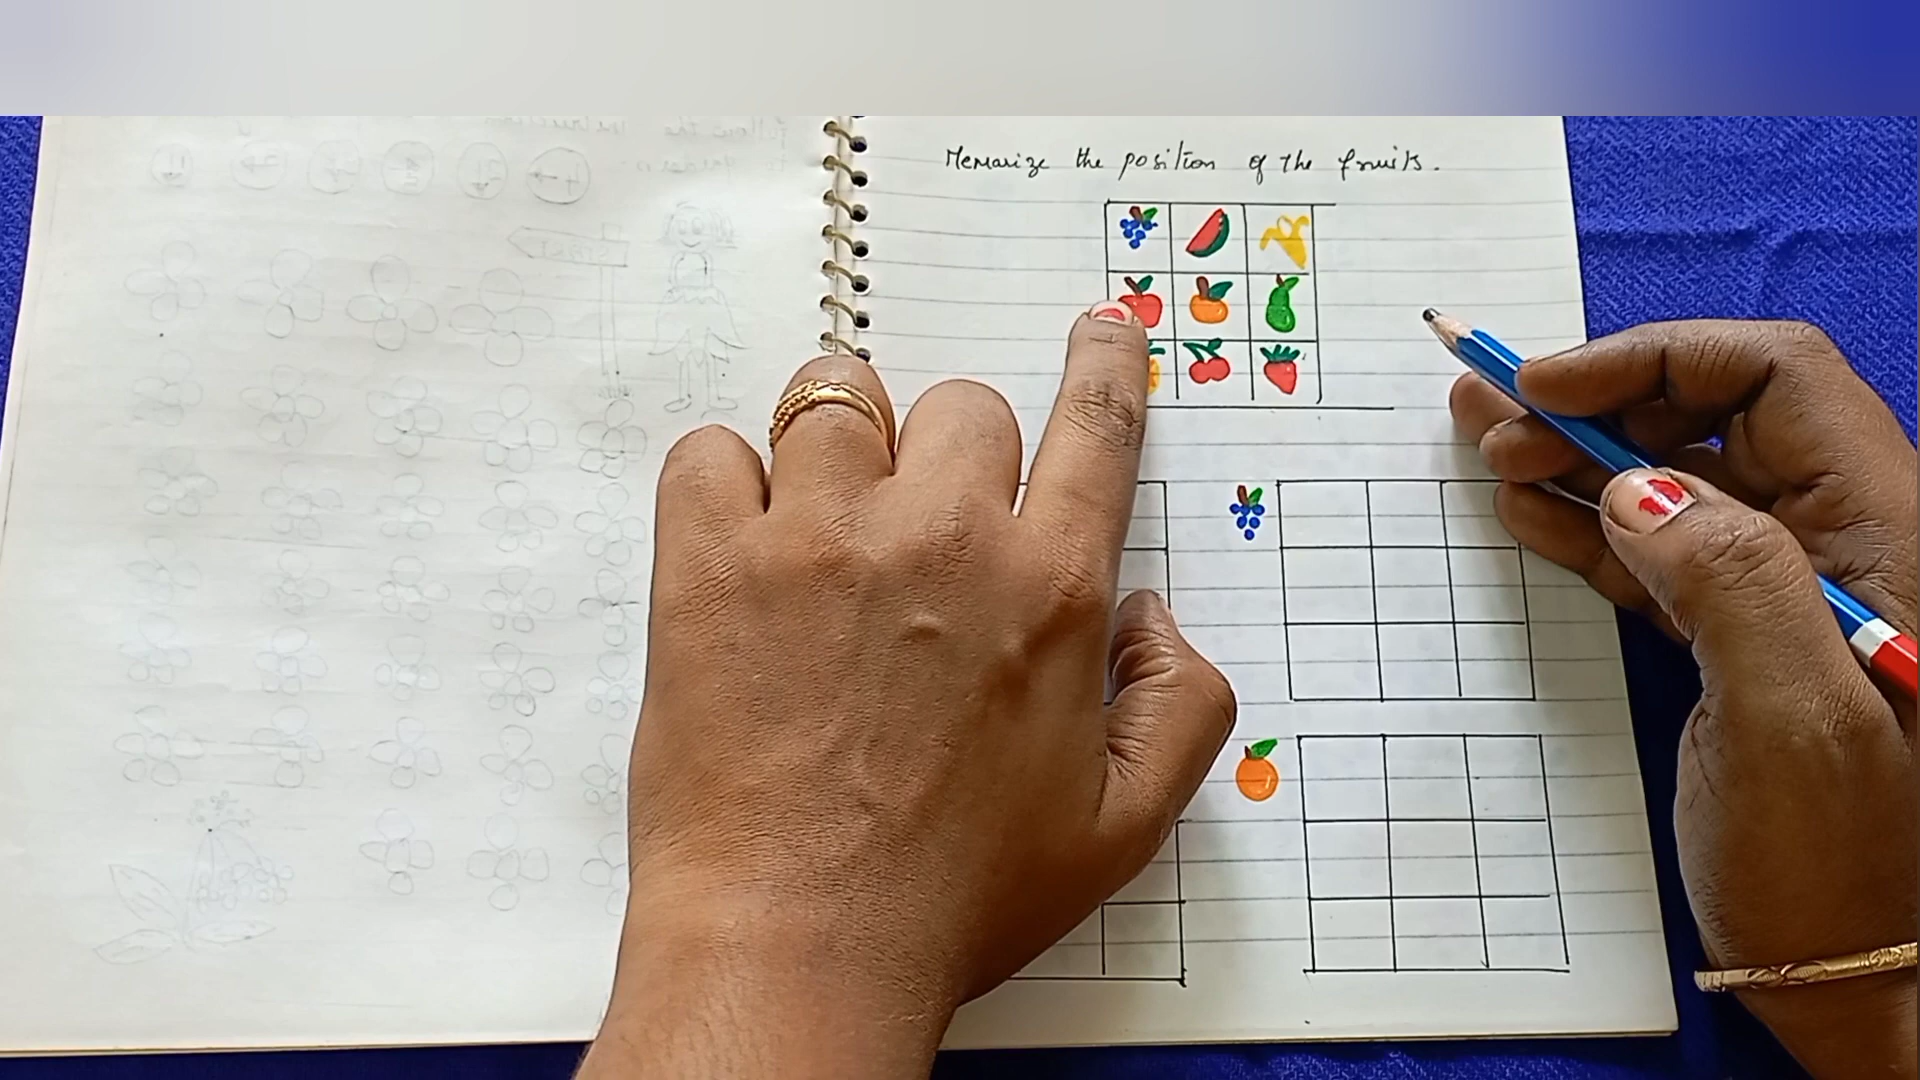 Memorize the position of the fruits.